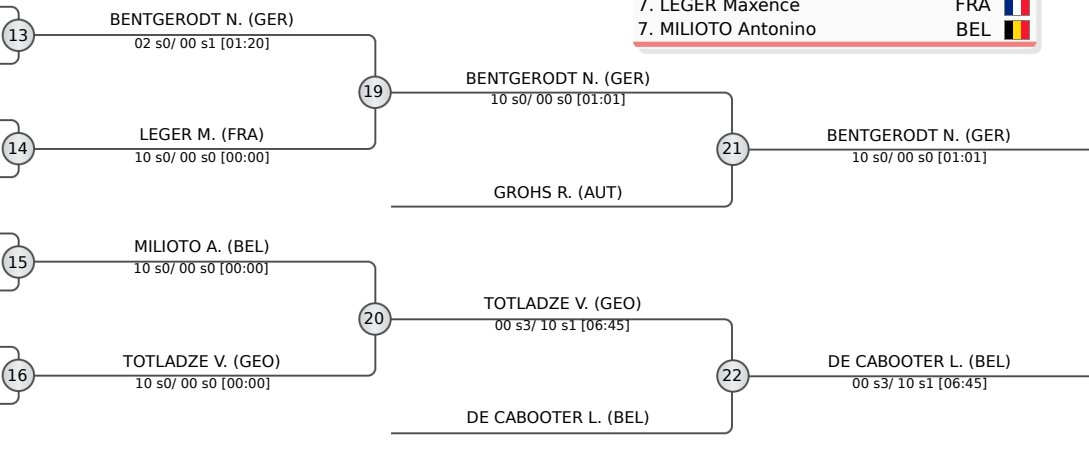 7. LEGER Maxence FRA
7. MILIOTO Antonino BEL
BENTGERODT N. (GER)
13
02 s0/ 00 s1 [01:20]
19
BENTGERODT N. (GER)
10 s0/ 00 s0 [01:01]
LEGER M. (FRA)
14
10 s0/ 00 s0 [00:00]
21
BENTGERODT N. (GER)
10 s0/ 00 s0 [01:01]
GROHS R. (AUT)
MILIOTO A. (BEL)
15
10 s0/ 00 s0 [00:00]
20
TOTLADZE V. (GEO)
00 s3/ 10 s1 [06:45]
TOTLADZE V. (GEO)
16
10 s0/ 00 s0 [00:00]
22
DE CABOOTER L. (BEL)
00 s3/ 10 s1 [06:45]
DE CABOOTER L. (BEL)